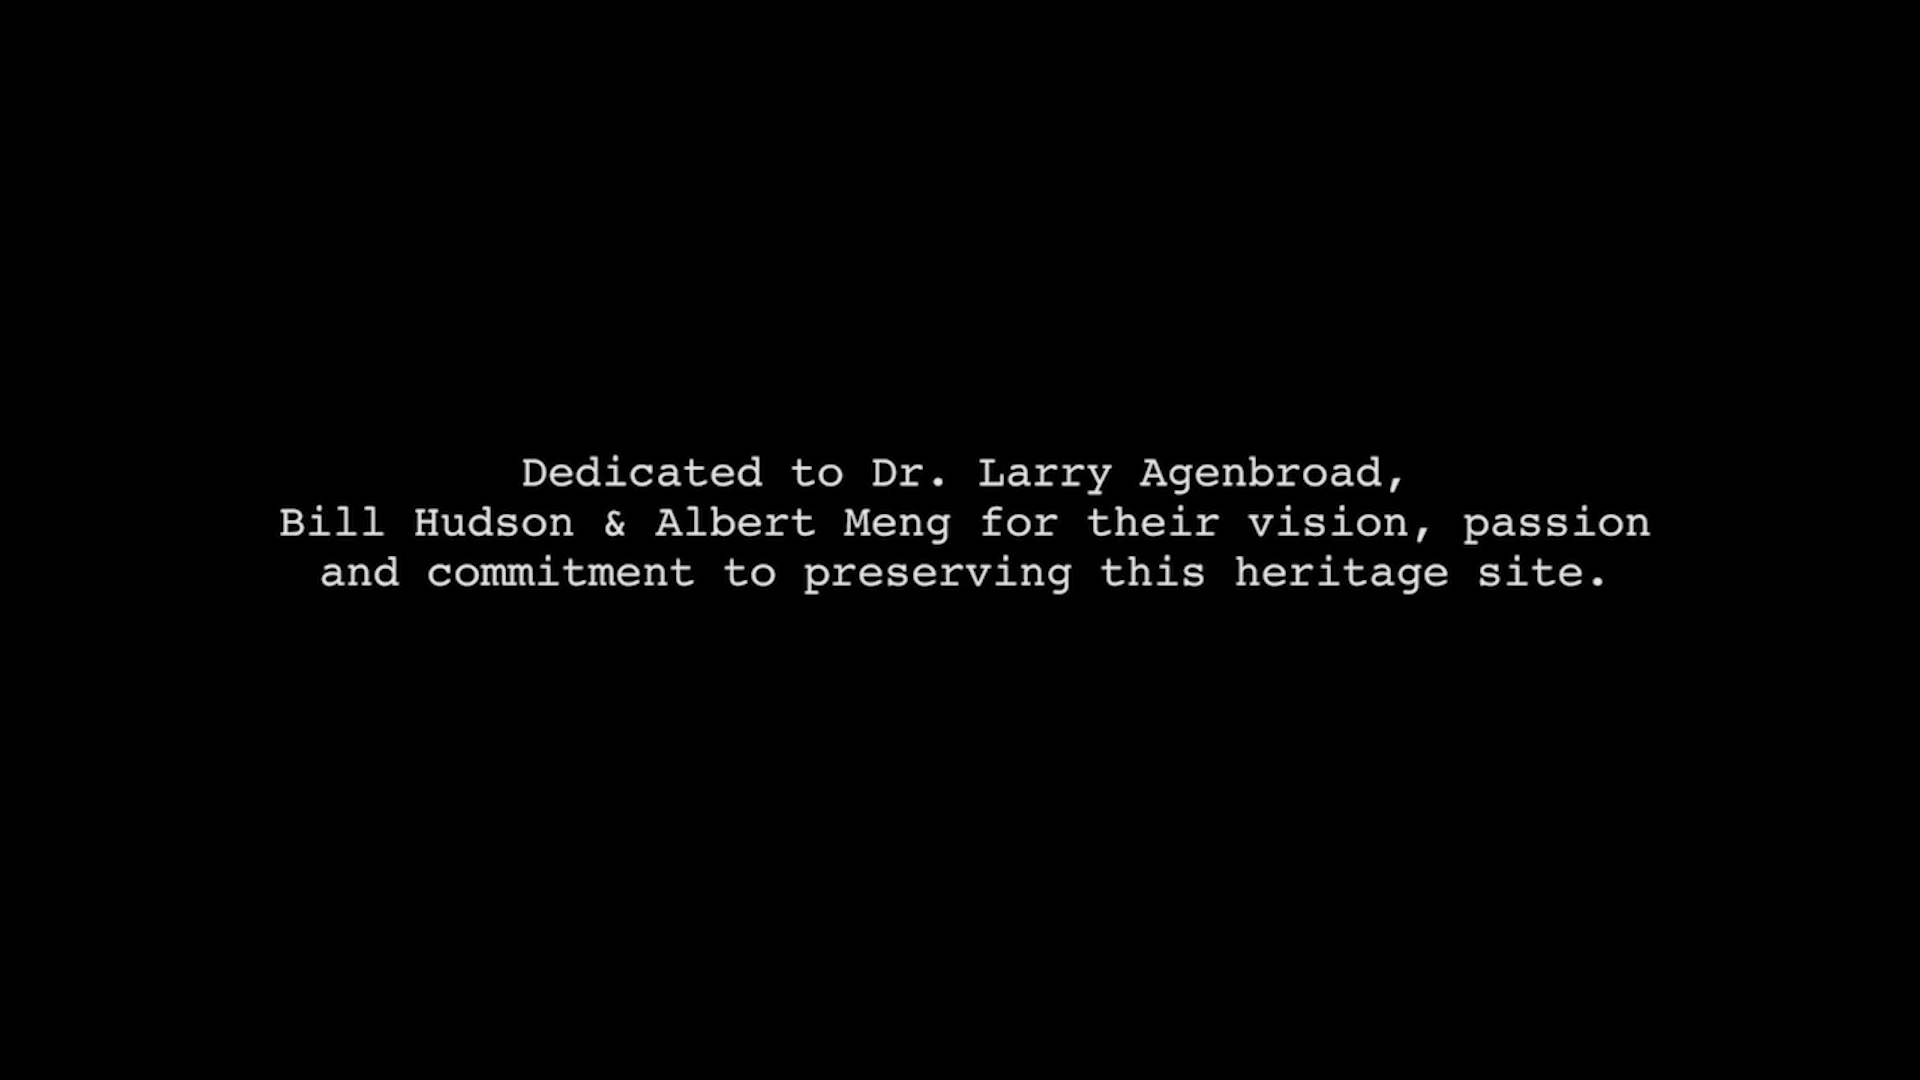 Dedicated to Dr. Larry Agenbroad,
Bill Hudson & Albert Meng for their vision, passion
and commitment to preserving this heritage site.